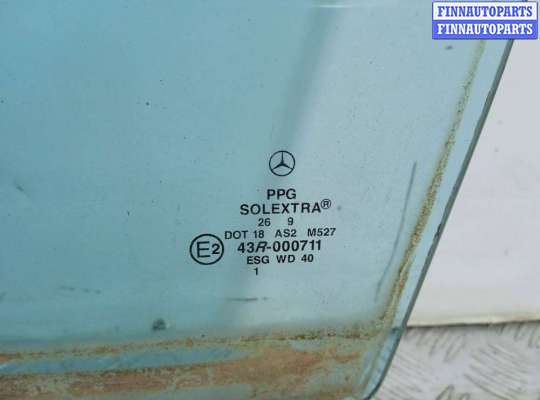 FINNAUTOPARTS
FINNAUTOPARTS
PPG
SOLEXTRA®
26 9
DOT 18 AS2 M527
E2 43R-000711
ESG WD 40
1